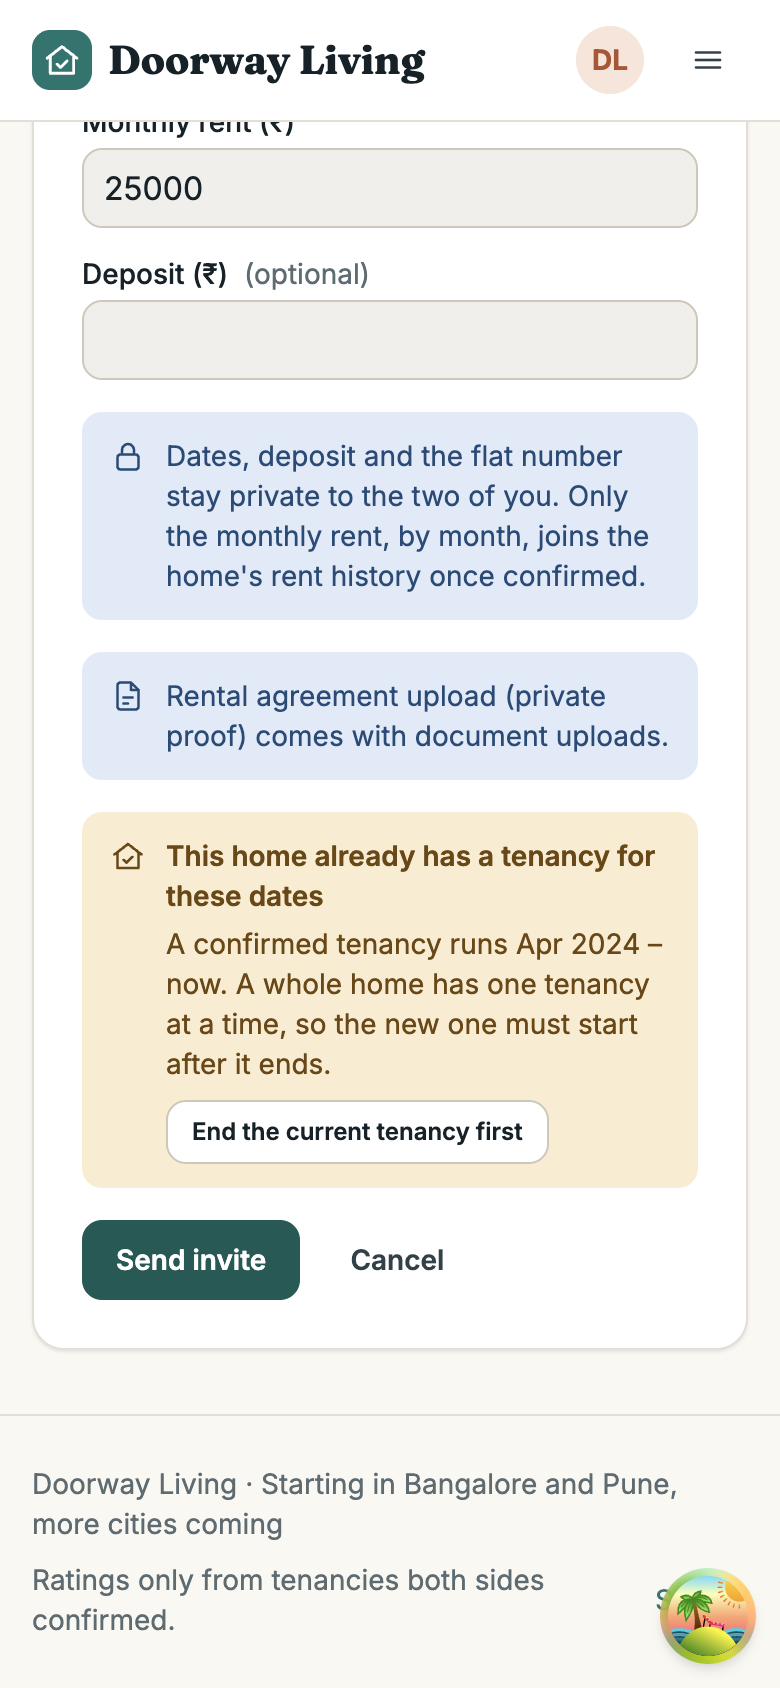 Doorway Living
DL
Monthly rent (₹)
25000
Deposit (₹) (optional)
Dates, deposit and the flat number
stay private to the two of you. Only
the monthly rent, by month, joins the
home's rent history once confirmed.
Rental agreement upload (private
proof) comes with document uploads.
This home already has a tenancy for
these dates
A confirmed tenancy runs Apr 2024 –
now. A whole home has one tenancy
at a time, so the new one must start
after it ends.
End the current tenancy first
Send invite
Cancel
Doorway Living · Starting in Bangalore and Pune,
more cities coming
Ratings only from tenancies both sides
confirmed.